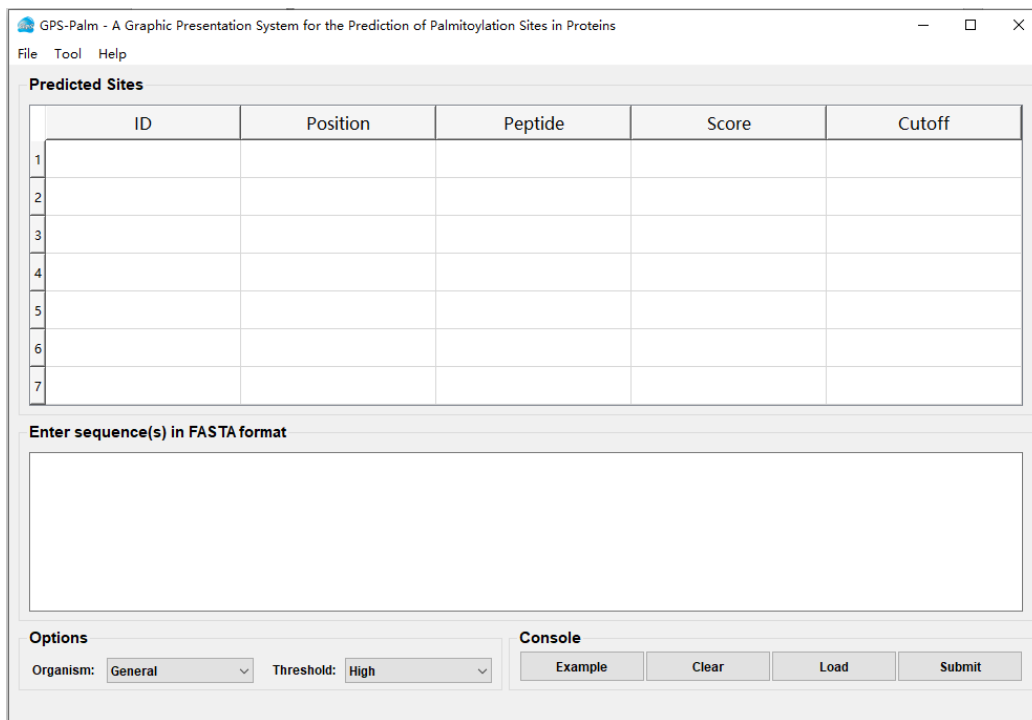 GPS-Palm - A Graphic Presentation System for the Prediction of Palmitoylation Sites in Proteins
File Tool Help
Predicted Sites
ID Position Peptide Score Cutoff
1
2
3
4
5
6
7
Enter sequence(s) in FASTA format
Options Console
Organism: General Threshold: High Example Clear Load Submit